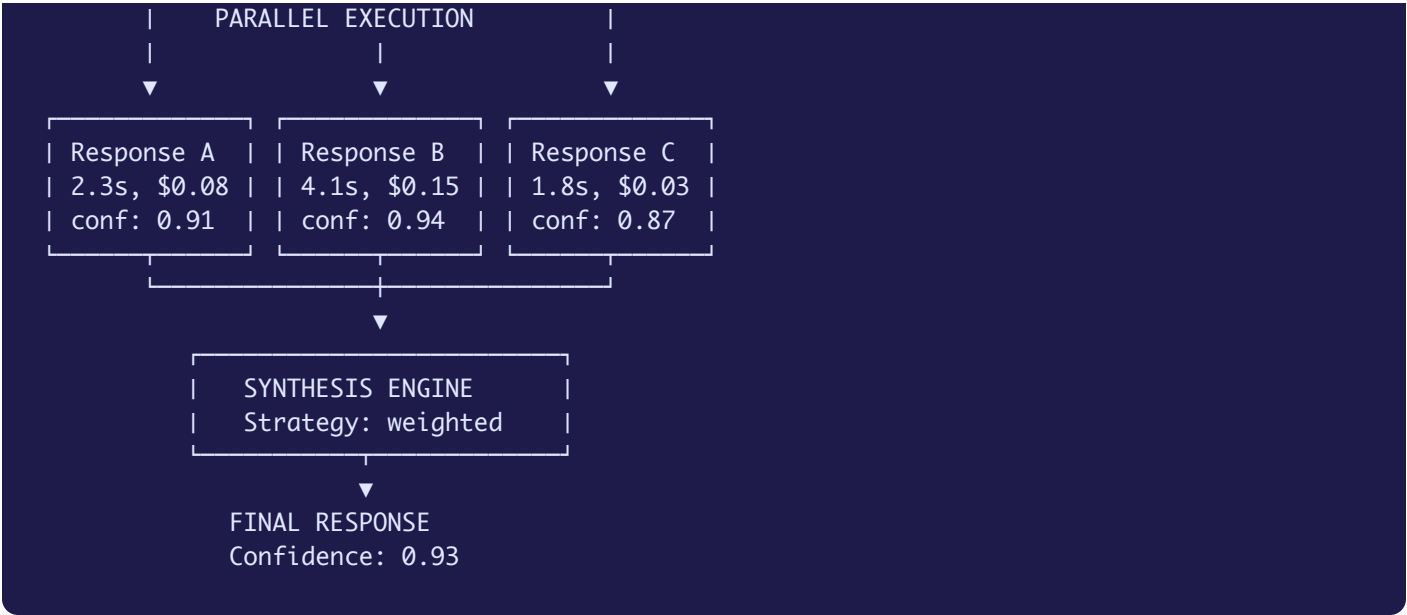 PARALLEL EXECUTION
Response A | Response B | Response C
2.3s, $0.08 | 4.1s, $0.15 | 1.8s, $0.03
conf: 0.91 | conf: 0.94 | conf: 0.87
SYNTHESIS ENGINE
Strategy: weighted
FINAL RESPONSE
Confidence: 0.93